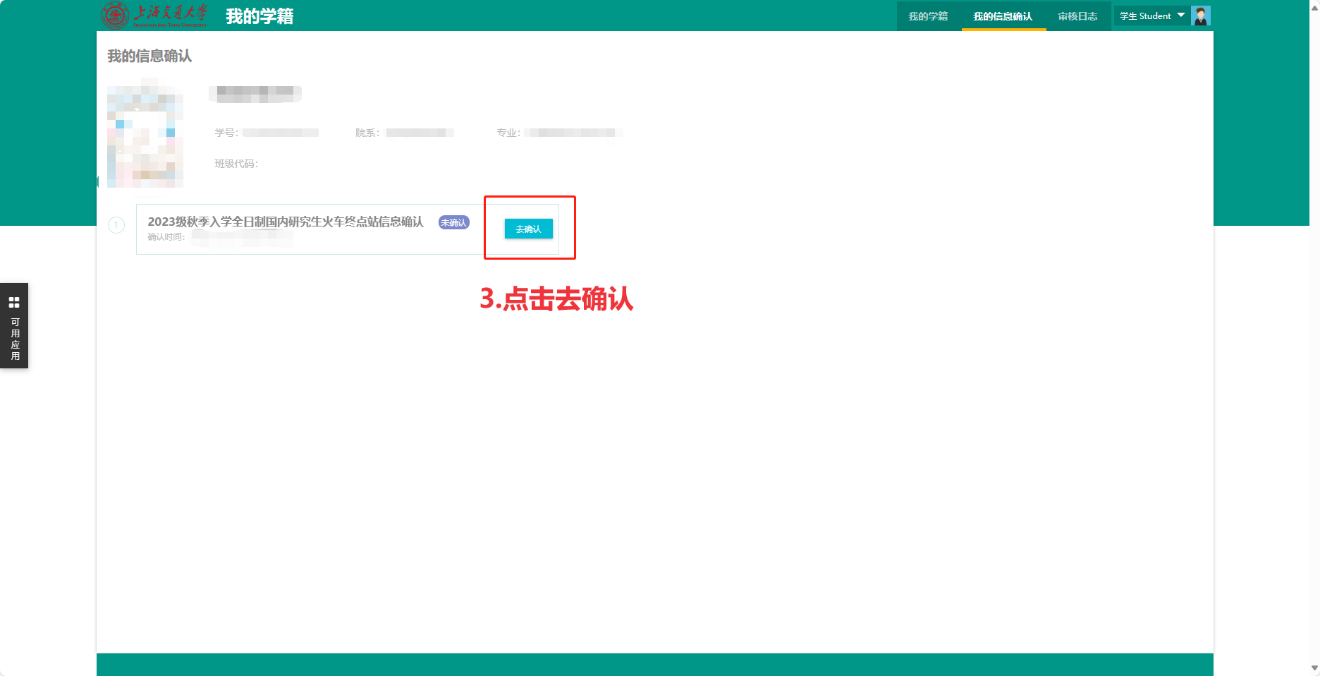 上海交通大学
我的学籍
我的学籍 我的信息确认 审核日志 学生 Student
我的信息确认
学号: 院系: 专业:
班级代码:
1 2023级秋季入学全日制国内研究生火车终点站信息确认 未确认 去确认
确认时间:
3.点击去确认
可用应用